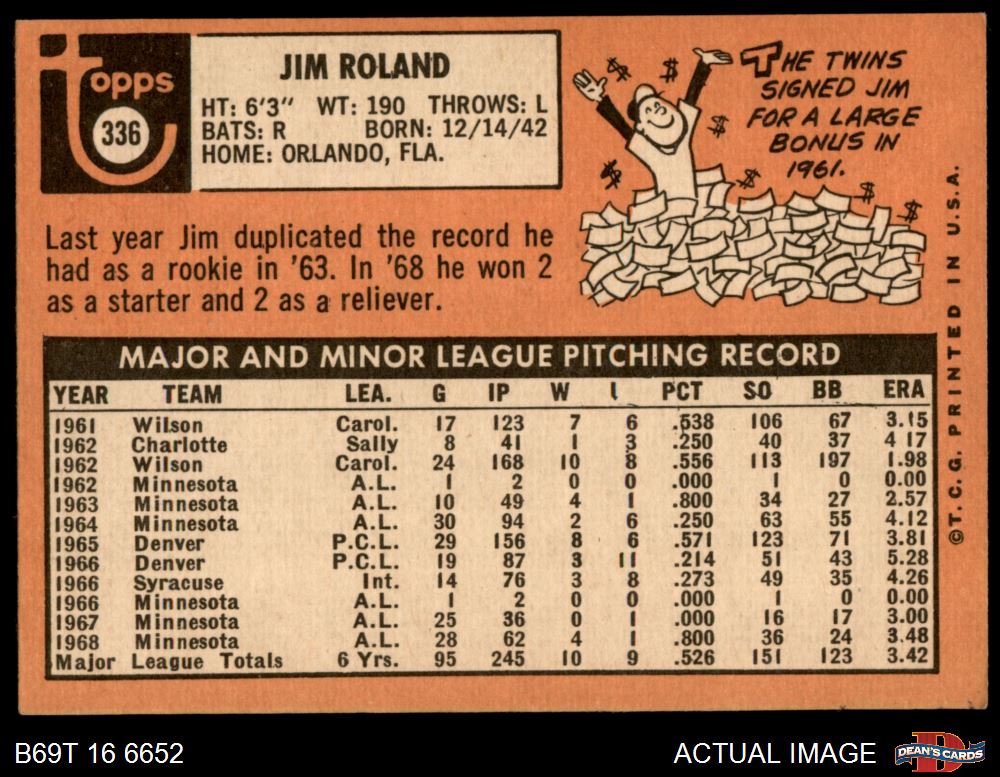 Topps
336
JIM ROLAND
HT: 6'3" WT: 190 THROWS: L
BATS: R BORN: 12/14/42
HOME: ORLANDO, FLA.
THE TWINS
SIGNED JIM
FOR A LARGE
BONUS IN
1961.
Last year Jim duplicated the record he
had as a rookie in '63. In '68 he won 2
as a starter and 2 as a reliever.
MAJOR AND MINOR LEAGUE PITCHING RECORD
YEAR TEAM LEA. G IP W L PCT SO BB ERA
1961 Wilson Carol. 17 123 7 6 .538 106 67 3.15
1962 Charlotte Sally 8 41 1 3 .250 40 37 4 17
1962 Wilson Carol. 24 168 10 8 .556 113 197 1.98
1962 Minnesota A.L. 1 2 0 0 .000 1 0 0.00
1963 Minnesota A.L. 10 49 4 1 .800 34 27 2.57
1964 Minnesota A.L. 30 94 2 6 .250 63 55 4.12
1965 Denver P.C.L. 29 156 8 6 .571 123 71 3.81
1966 Denver P.C.L. 19 87 3 11 .214 51 43 5.28
1966 Syracuse Int. 14 76 3 8 .273 49 35 4.26
1966 Minnesota A.L. 1 2 0 0 .000 1 0 0.00
1967 Minnesota A.L. 25 36 0 1 .000 16 17 3.00
1968 Minnesota A.L. 28 62 4 1 .800 36 24 3.48
Major League Totals 6 Yrs. 95 245 10 9 .526 151 123 3.42
©T. C. G. PRINTED IN U.S.A.
B69T 16 6652
ACTUAL IMAGE
DEAN'S CARDS